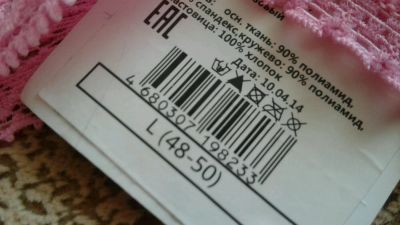 осн. ткань: 90% полиамид,
спандекс, кружево: 90% полиамид,
ластовица: 100% хлопок
Дата: 10.04.14
EAC
4 680307 198233
L (48-50)